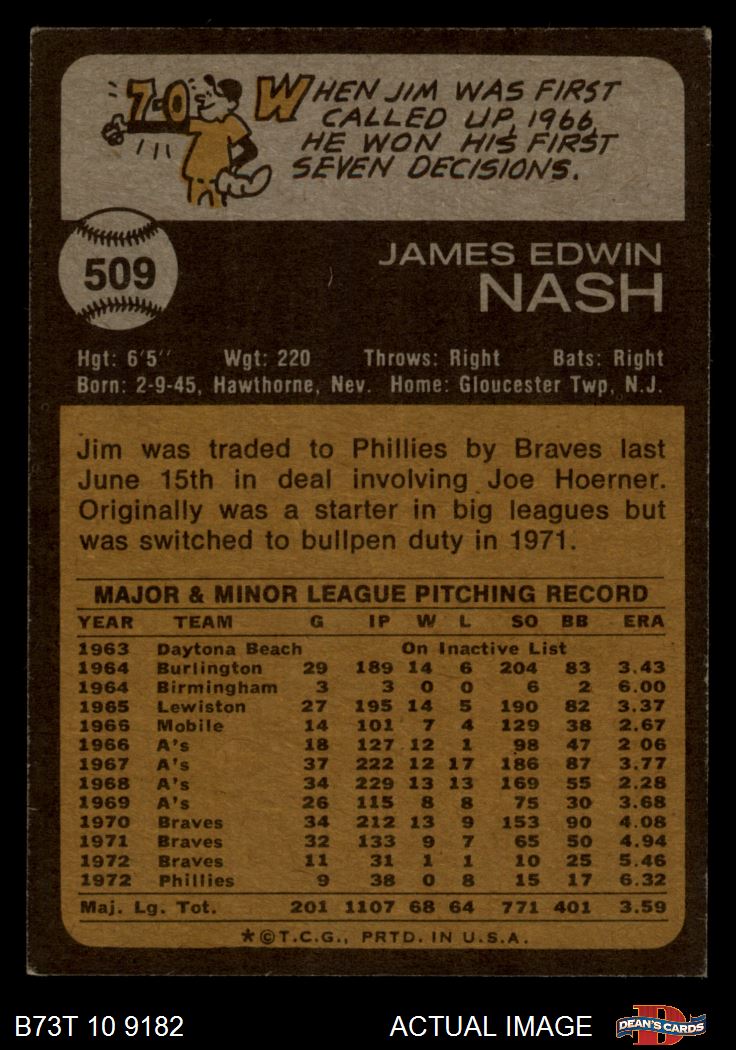 7-0
WHEN JIM WAS FIRST
CALLED UP, 1966,
HE WON HIS FIRST
SEVEN DECISIONS.
509
JAMES EDWIN
NASH
Hgt: 6'5'' Wgt: 220 Throws: Right Bats: Right
Born: 2-9-45, Hawthorne, Nev. Home: Gloucester Twp, N.J.
Jim was traded to Phillies by Braves last
June 15th in deal involving Joe Hoerner.
Originally was a starter in big leagues but
was switched to bullpen duty in 1971.
MAJOR & MINOR LEAGUE PITCHING RECORD
YEAR TEAM G IP W L SO BB ERA
1963 Daytona Beach On Inactive List
1964 Burlington 29 189 14 6 204 83 3.43
1964 Birmingham 3 3 0 0 6 2 6.00
1965 Lewiston 27 195 14 5 190 82 3.37
1966 Mobile 14 101 7 4 129 38 2.67
1966 A's 18 127 12 1 98 47 2 06
1967 A's 37 222 12 17 186 87 3.77
1968 A's 34 229 13 13 169 55 2.28
1969 A's 26 115 8 8 75 30 3.68
1970 Braves 34 212 13 9 153 90 4.08
1971 Braves 32 133 9 7 65 50 4.94
1972 Braves 11 31 1 1 10 25 5.46
1972 Phillies 9 38 0 8 15 17 6.32
Maj. Lg. Tot. 201 1107 68 64 771 401 3.59
*©T.C.G., PRTD. IN U.S.A.
B73T 10 9182 ACTUAL IMAGE
D
DEAN'S CARDS